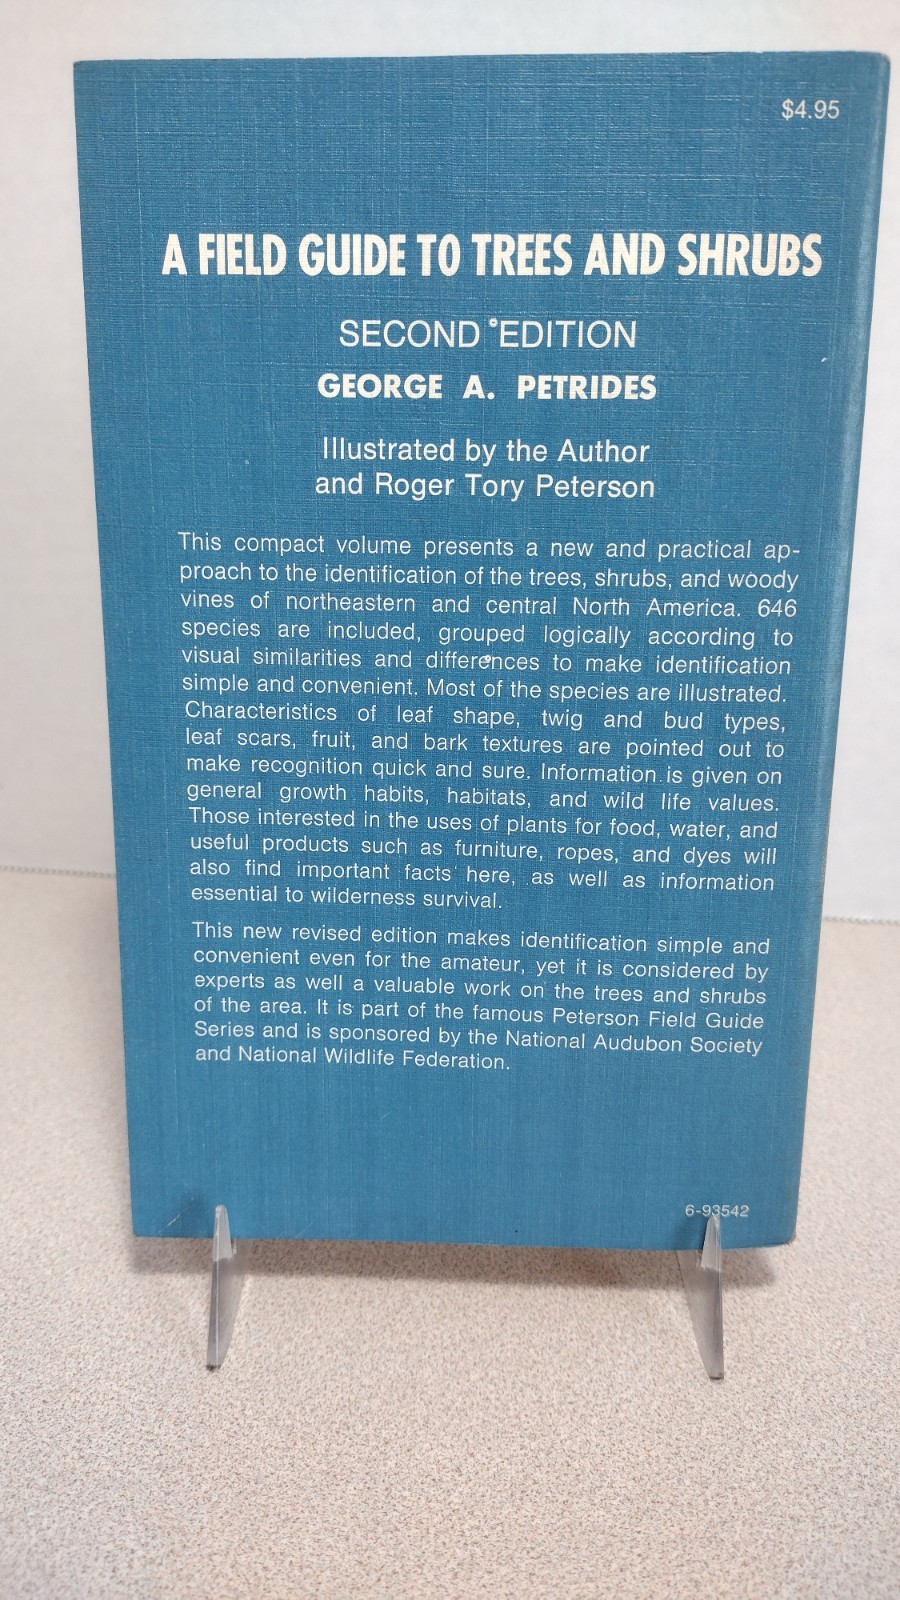 $4.95
A FIELD GUIDE TO TREES AND SHRUBS
SECOND EDITION
GEORGE A. PETRIDES
Illustrated by the Author
and Roger Tory Peterson
This compact volume presents a new and practical ap-
proach to the identification of the trees, shrubs, and woody
vines of northeastern and central North America. 646
species are included, grouped logically according to
visual similarities and differences to make identification
simple and convenient. Most of the species are illustrated.
Characteristics of leaf shape, twig and bud types,
leaf scars, fruit, and bark textures are pointed out to
make recognition quick and sure. Information is given on
general growth habits, habitats, and wild life values.
Those interested in the uses of plants for food, water, and
useful products such as furniture, ropes, and dyes will
also find important facts here, as well as information
essential to wilderness survival.
This new revised edition makes identification simple and
convenient even for the amateur, yet it is considered by
experts as well a valuable work on the trees and shrubs
of the area. It is part of the famous Peterson Field Guide
Series and is sponsored by the National Audubon Society
and National Wildlife Federation.
6-93542